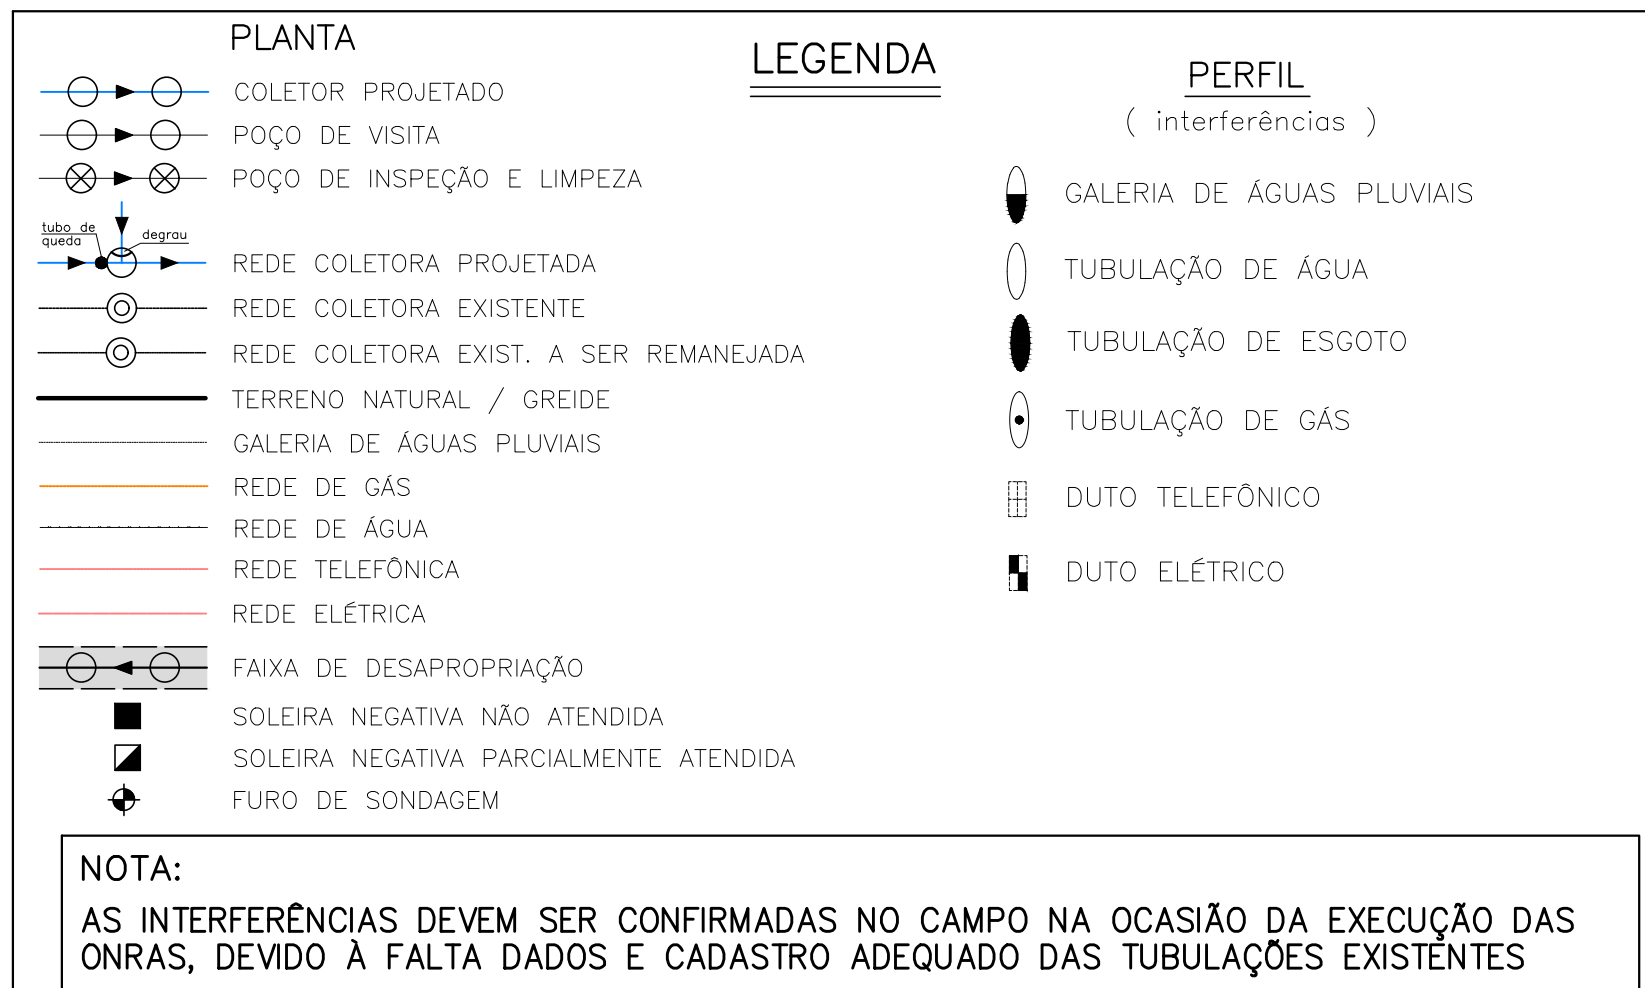 PLANTA
LEGENDA
COLETOR PROJETADO
POÇO DE VISITA
POÇO DE INSPEÇÃO E LIMPEZA
tubo de
queda
degrau
REDE COLETORA PROJETADA
REDE COLETORA EXISTENTE
REDE COLETORA EXIST. A SER REMANEJADA
TERRENO NATURAL / GREIDE
GALERIA DE ÁGUAS PLUVIAIS
REDE DE GÁS
REDE DE ÁGUA
REDE TELEFÔNICA
REDE ELÉTRICA
FAIXA DE DESAPROPRIAÇÃO
SOLEIRA NEGATIVA NÃO ATENDIDA
SOLEIRA NEGATIVA PARCIALMENTE ATENDIDA
FURO DE SONDAGEM
PERFIL
( interferências )
GALERIA DE ÁGUAS PLUVIAIS
TUBULAÇÃO DE ÁGUA
TUBULAÇÃO DE ESGOTO
TUBULAÇÃO DE GÁS
DUTO TELEFÔNICO
DUTO ELÉTRICO
NOTA:
AS INTERFERÊNCIAS DEVEM SER CONFIRMADAS NO CAMPO NA OCASIÃO DA EXECUÇÃO DAS
ONRAS, DEVIDO À FALTA DADOS E CADASTRO ADEQUADO DAS TUBULAÇÕES EXISTENTES